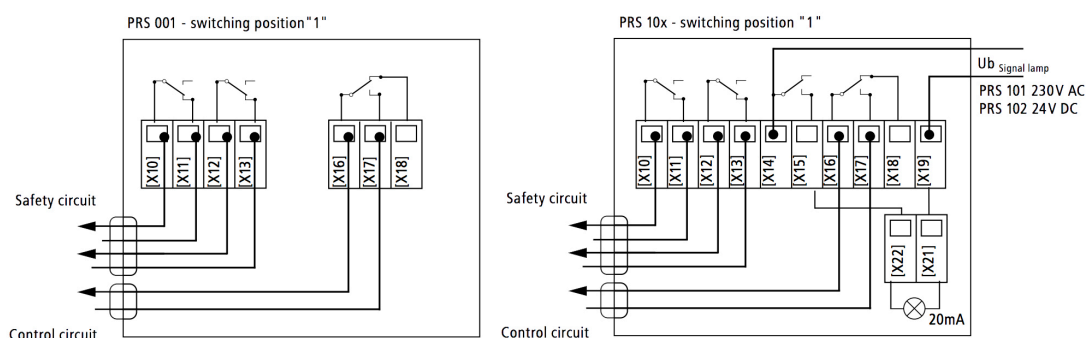 PRS 001 - switching position"1"
[X10]
[X11]
[X12]
[X13]
[X16]
[X17]
[X18]
Safety circuit
Control circuit
PRS 10x - switching position "1"
Ub Signal lamp
PRS 101 230V AC
PRS 102 24V DC
[X10]
[X11]
[X12]
[X13]
[X14]
[X15]
[X16]
[X17]
[X18]
[X19]
Safety circuit
[X22]
[X21]
20mA
Control circuit